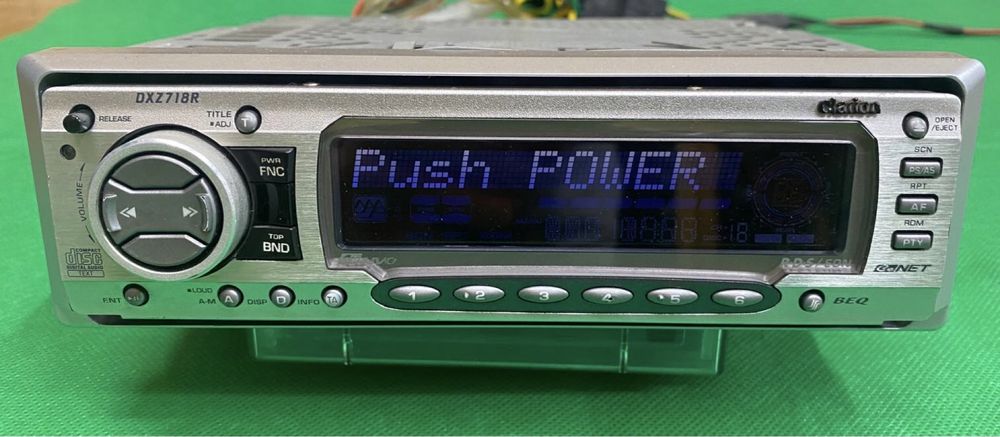 DXZ718R
clarion
RELEASE
TITLE
■ADJ
T
OPEN
/EJECT
SCN
PS/AS
RPT
AF
RDM
PTY
VOLUME
PWR
FNC
TOP
BND
Push POWER
COMPACT
disc
DIGITAL AUDIO
TEXT
CeNET
R·D·S/EON
ENT
■LOUD
A-M
A
DISP
D
INFO
TA
1
2
3
4
5
6
BEQ